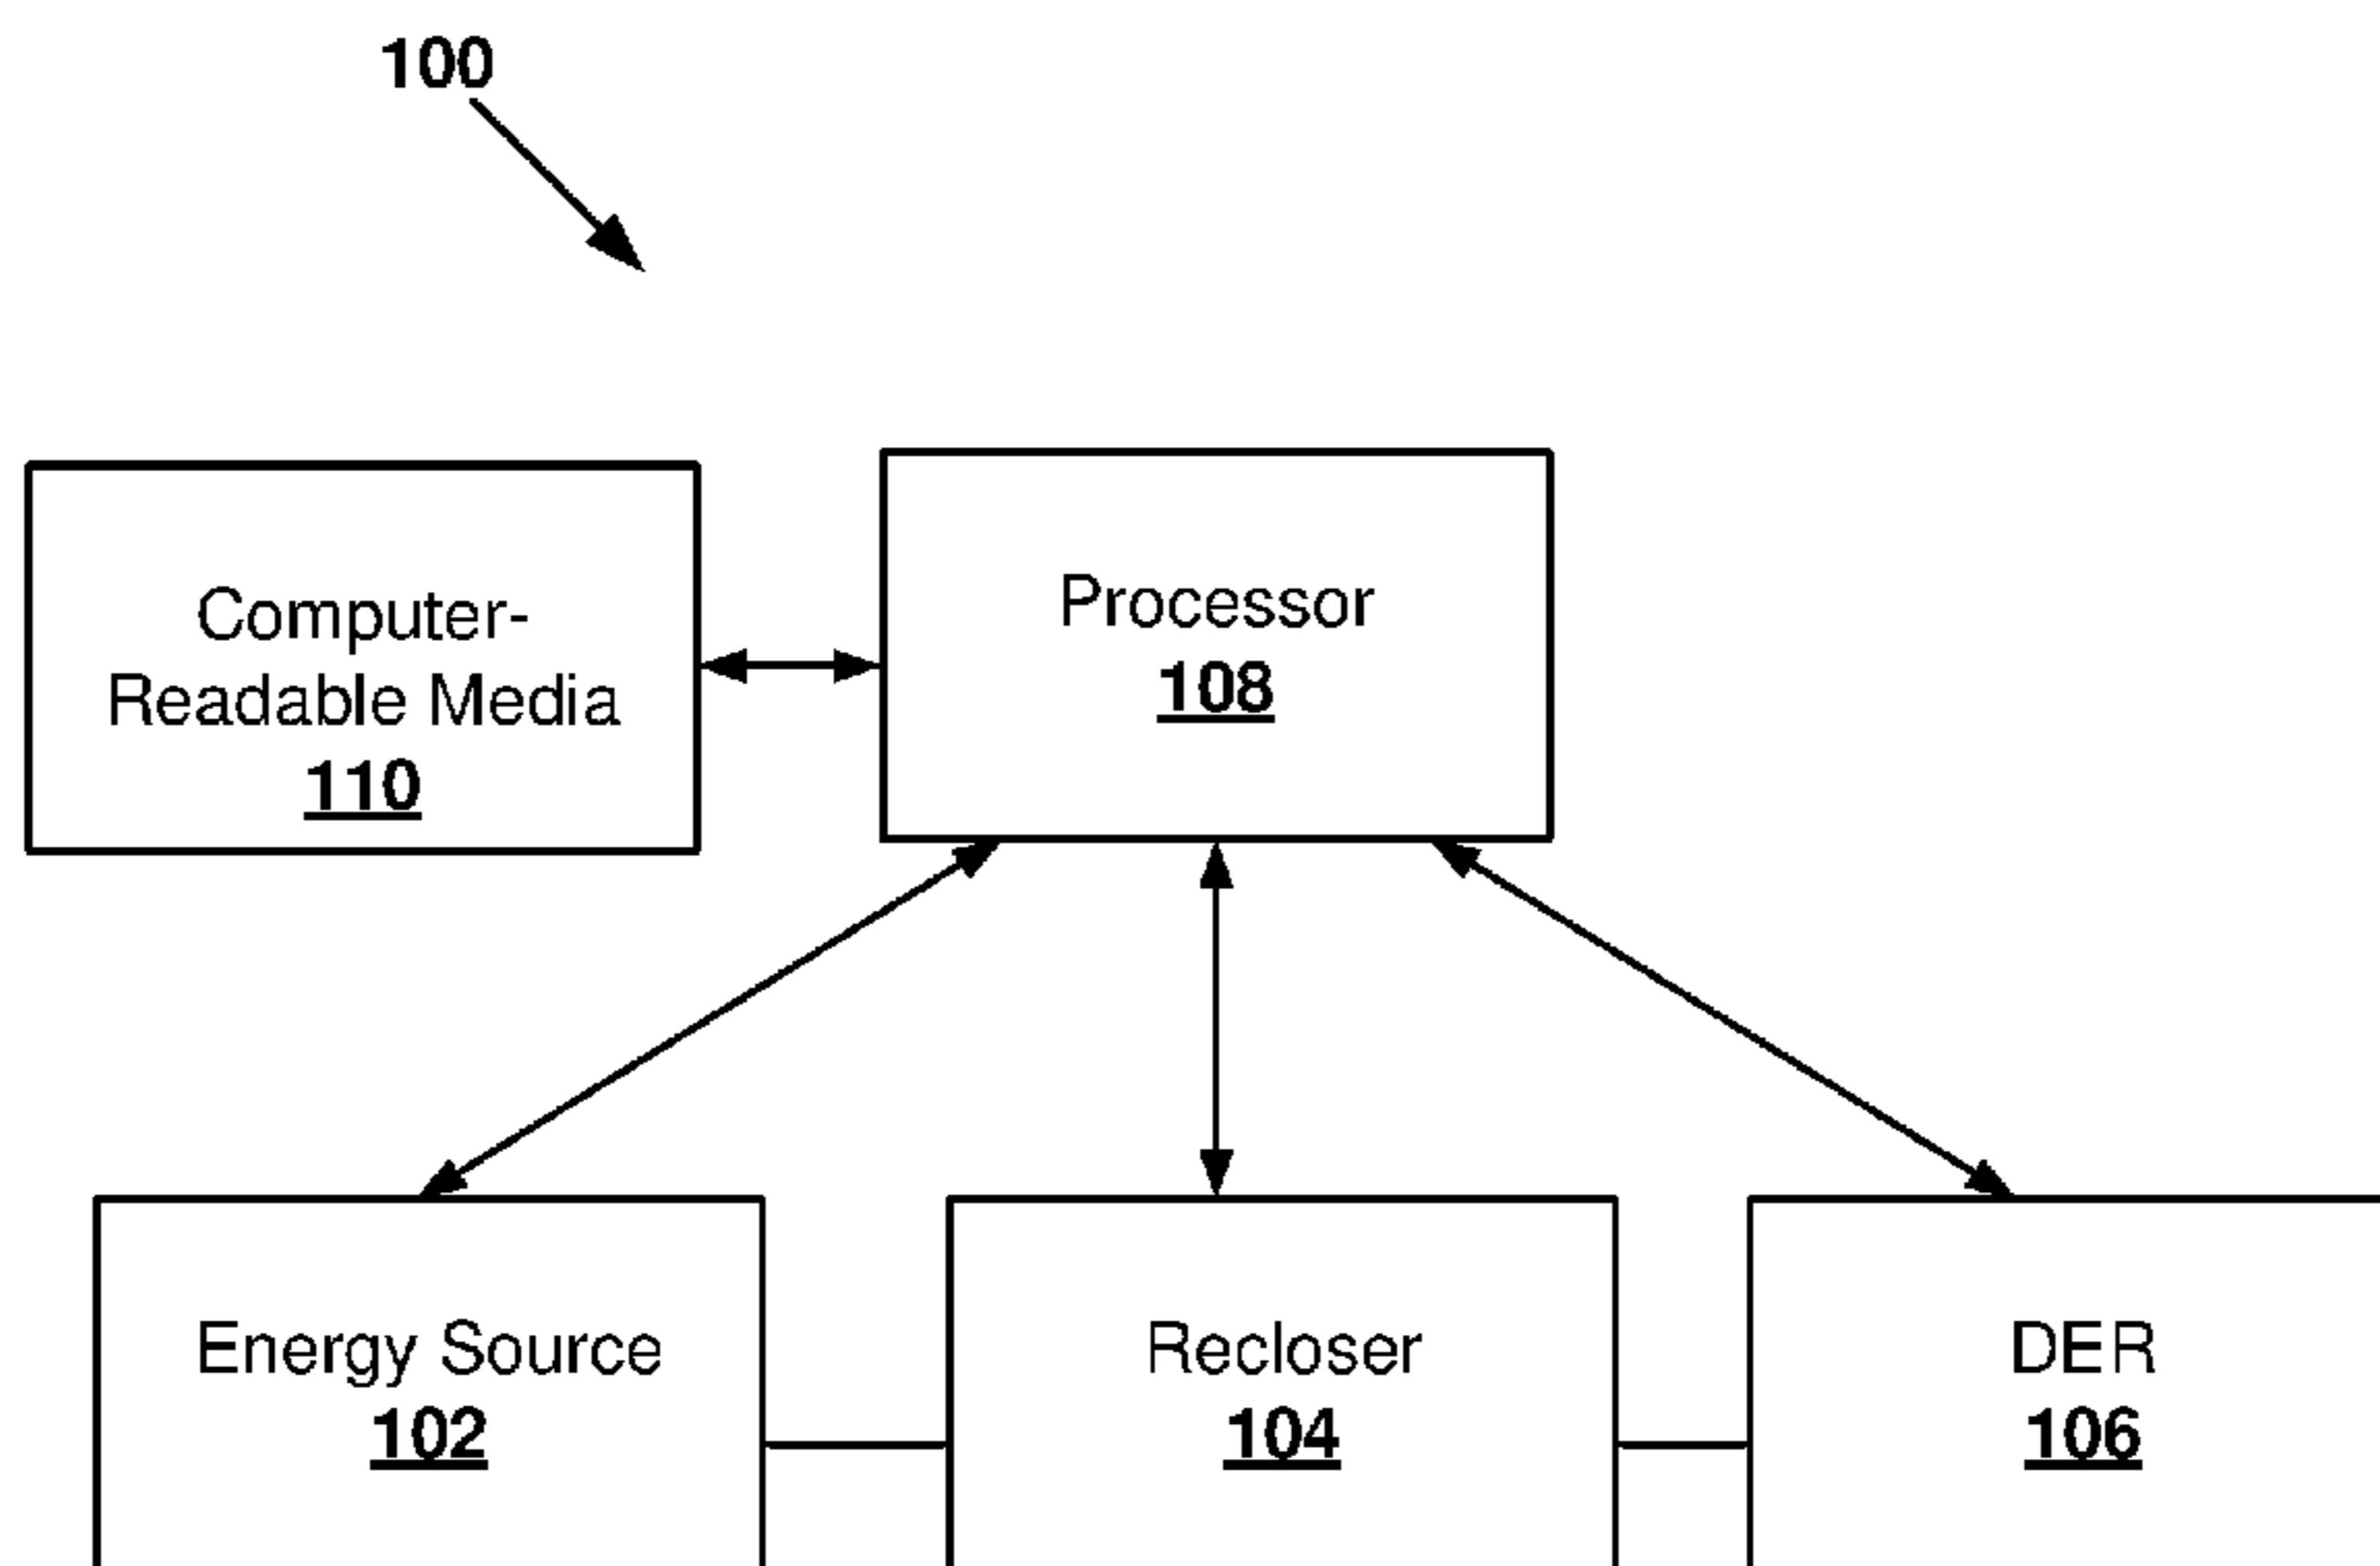 100
Computer-
Readable Media
110
Processor
108
Energy Source
102
Recloser
104
DER
106